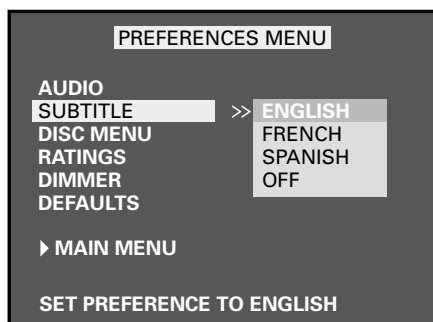 PREFERENCES MENU
AUDIO
SUBTITLE >> ENGLISH
DISC MENU FRENCH
RATINGS SPANISH
DIMMER OFF
DEFAULTS
MAIN MENU
SET PREFERENCE TO ENGLISH